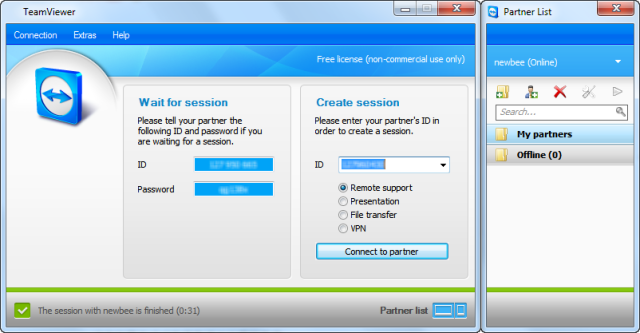 TeamViewer
Connection Extras Help
Free license (non-commercial use only)
Wait for session
Please tell your partner the
following ID and password if you
are waiting for a session.
ID
Password
Create session
Please enter your partner's ID in
order to create a session.
ID
Remote support
Presentation
File transfer
VPN
Connect to partner
The session with newbee is finished (0:31)
Partner list
Partner List
newbee (Online)
Search...
My partners
Offline (0)